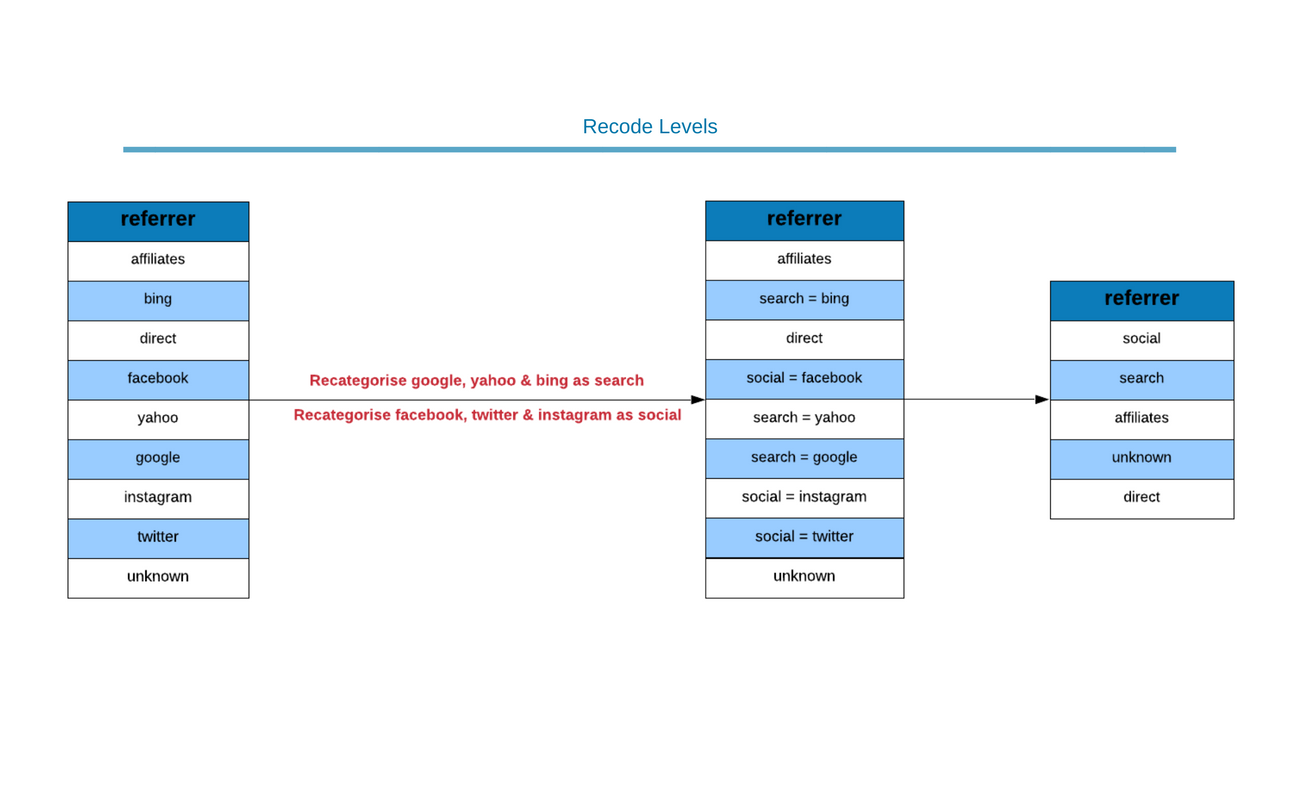 Recode Levels
referrer
affiliates
bing
direct
facebook
yahoo
google
instagram
twitter
unknown
Recategorise google, yahoo & bing as search
Recategorise facebook, twitter & instagram as social
referrer
affiliates
search = bing
direct
social = facebook
search = yahoo
search = google
social = instagram
social = twitter
unknown
referrer
social
search
affiliates
unknown
direct